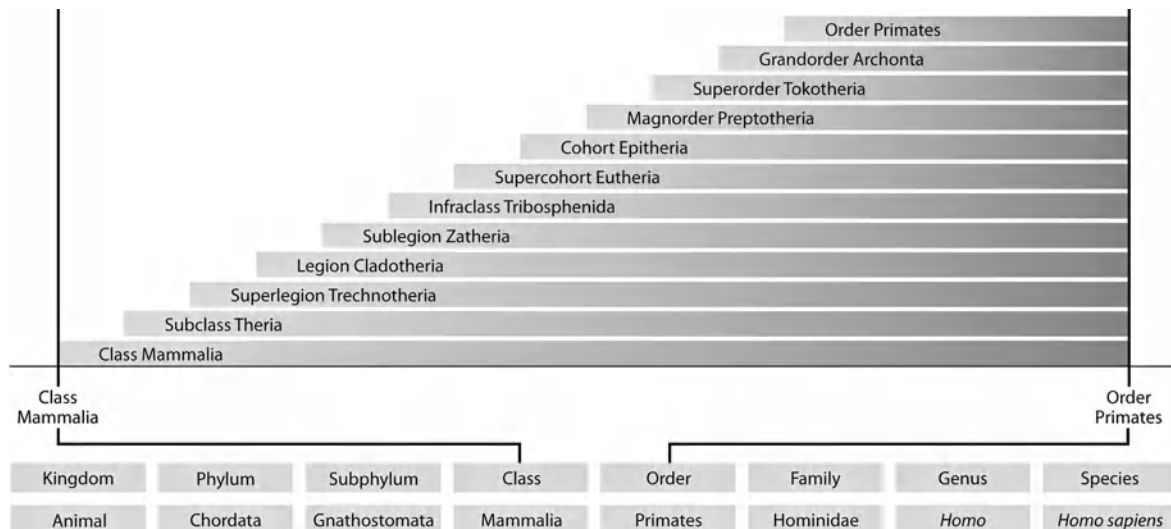 Order Primates
Grandorder Archonta
Superorder Tokotheria
Magnorder Preptotheria
Cohort Epitheria
Supercohort Eutheria
Infraclass Tribosphenida
Sublegion Zatheria
Legion Cladotheria
Superlegion Trechnotheria
Subclass Theria
Class Mammalia
Class
Mammalia
Order
Primates
Kingdom Phylum Subphylum Class Order Family Genus Species
Animal Chordata Gnathostomata Mammalia Primates Hominidae Homo Homo sapiens